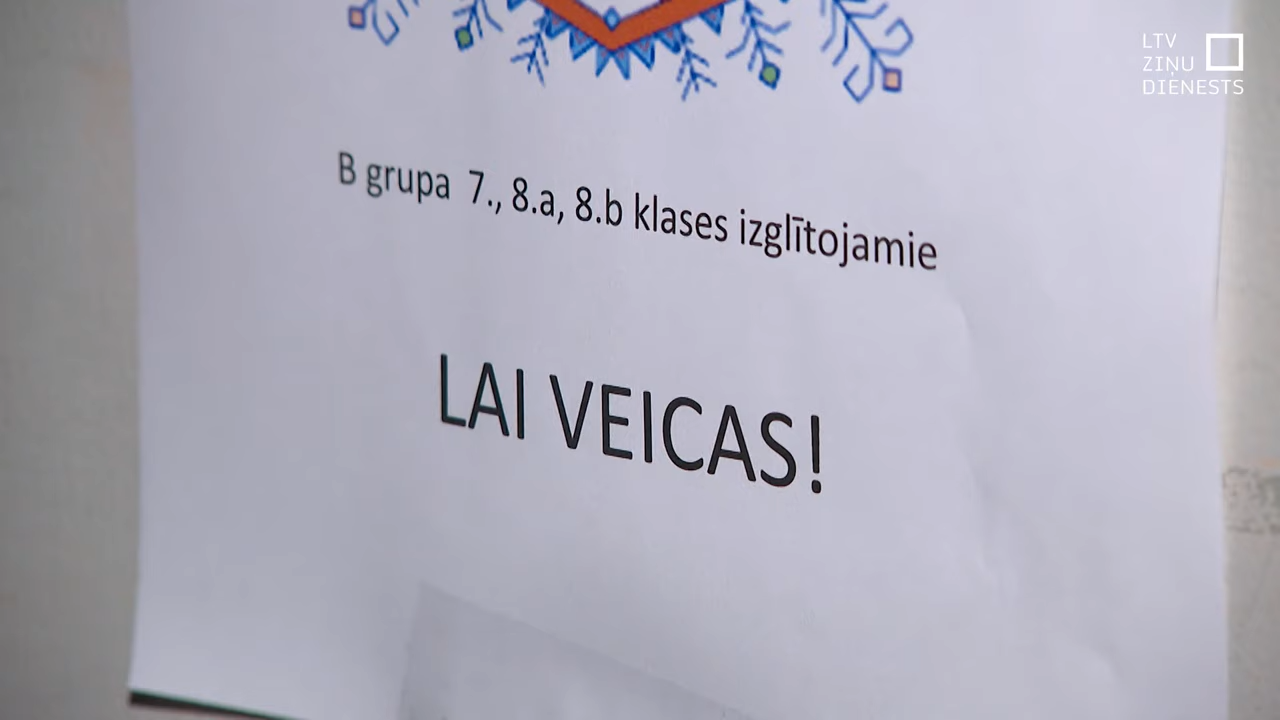 LTV
ZIŅU
DIENESTS
B grupa 7., 8.a, 8.b klases izglītojamie
LAI VEICAS!